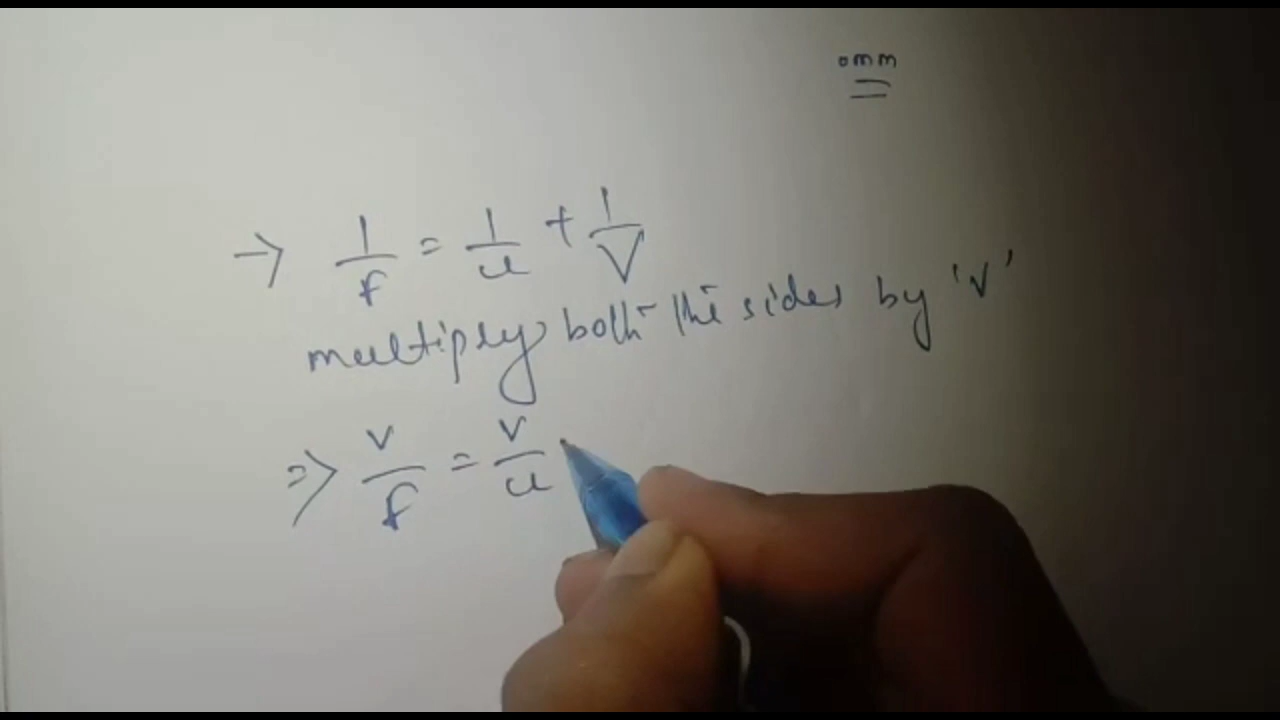 omm
→ 1/f = 1/u + 1/V
multiply both the sides by 'v'
⇒ v/f = v/u